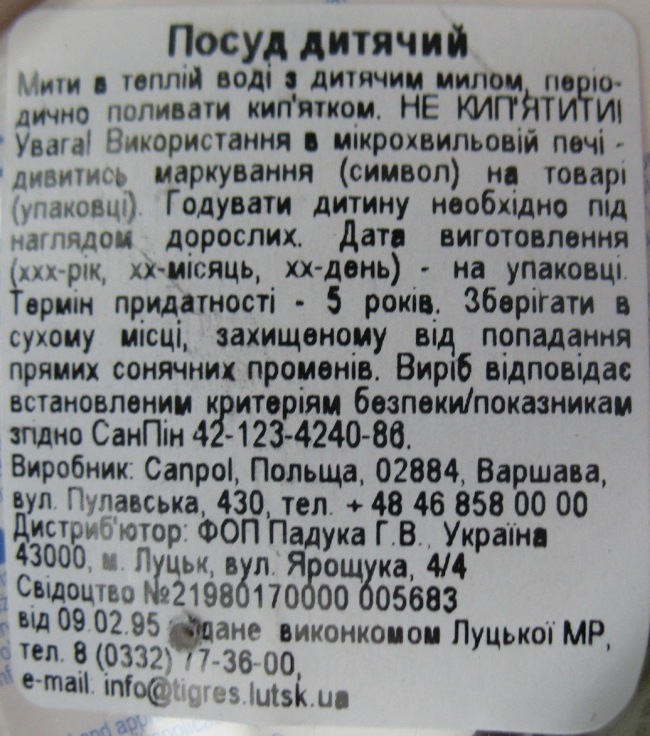 Посуд дитячий
Мити в теплій воді з дитячим милом, періо-
дично поливати кип'ятком. НЕ КИП'ЯТИТИ!
Увага! Використання в мікрохвильовій печі -
дивитись маркування (символ) на товарі
(упаковці). Годувати дитину необхідно під
наглядом дорослих. Дата виготовлення
(ххх-рік, хх-місяць, хх-день) - на упаковці.
Термін придатності - 5 років. Зберігати в
сухому місці, захищеному від попадання
прямих сонячних променів. Виріб відповідає
встановленим критеріям безпеки/показникам
згідно СанПін 42-123-4240-86.
Виробник: Canpol, Польща, 02884, Варшава,
вул. Пулавська, 430, тел. + 48 46 858 00 00
Дистриб'ютор: ФОП Падука Г.В., Україна
43000, м. Луцьк, вул. Ярощука, 4/4
Свідоцтво №21980170000 005683
від 09.02.95 дане виконкомом Луцької МР,
тел. 8 (0332) 77-36-00,
e-mail: info@tigres.lutsk.ua